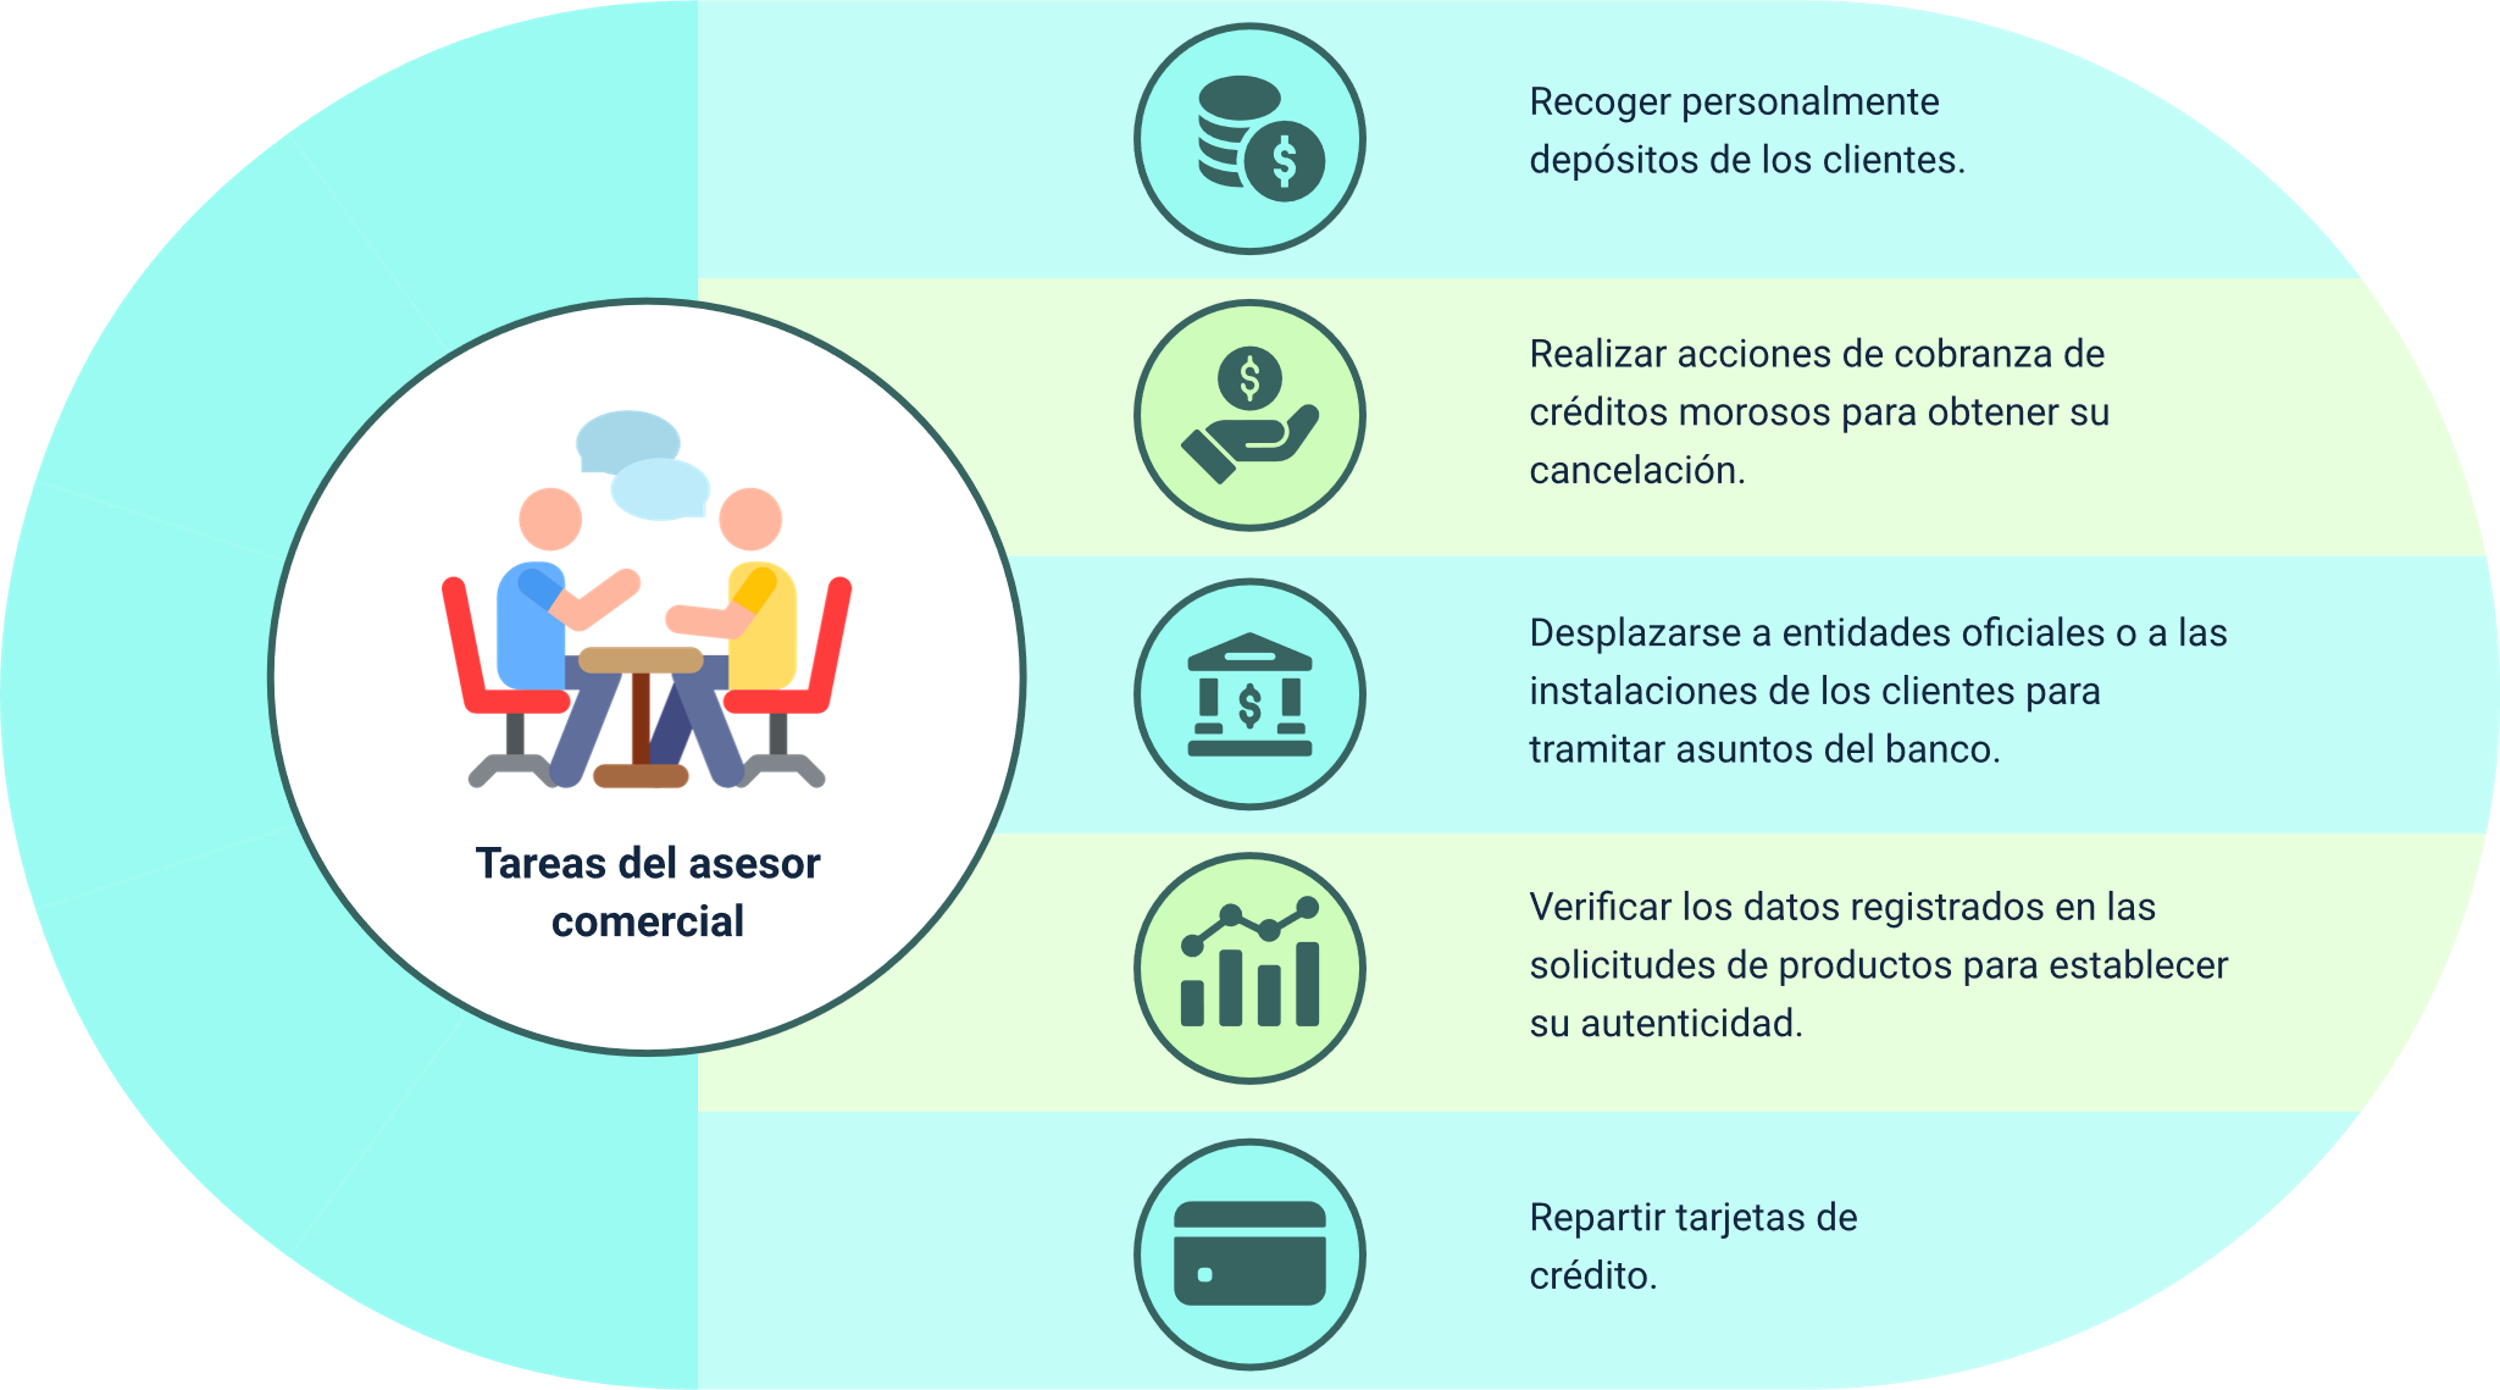 Recoger personalmente
depósitos de los clientes.
Realizar acciones de cobranza de
créditos morosos para obtener su
cancelación.
Desplazarse a entidades oficiales o a las
instalaciones de los clientes para
tramitar asuntos del banco.
Tareas del asesor
comercial
Verificar los datos registrados en las
solicitudes de productos para establecer
su autenticidad.
Repartir tarjetas de
crédito.